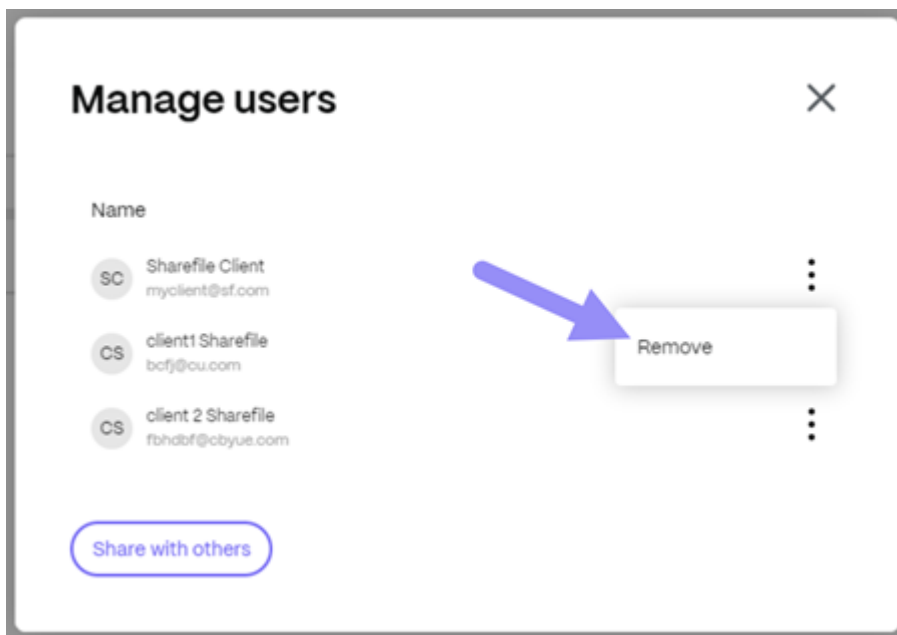 Manage users
Name
SC
Sharefile Client
myclient@sf.com
CS
client1 Sharefile
bcfj@cu.com
Remove
CS
client 2 Sharefile
fbhdbf@cbyue.com
Share with others